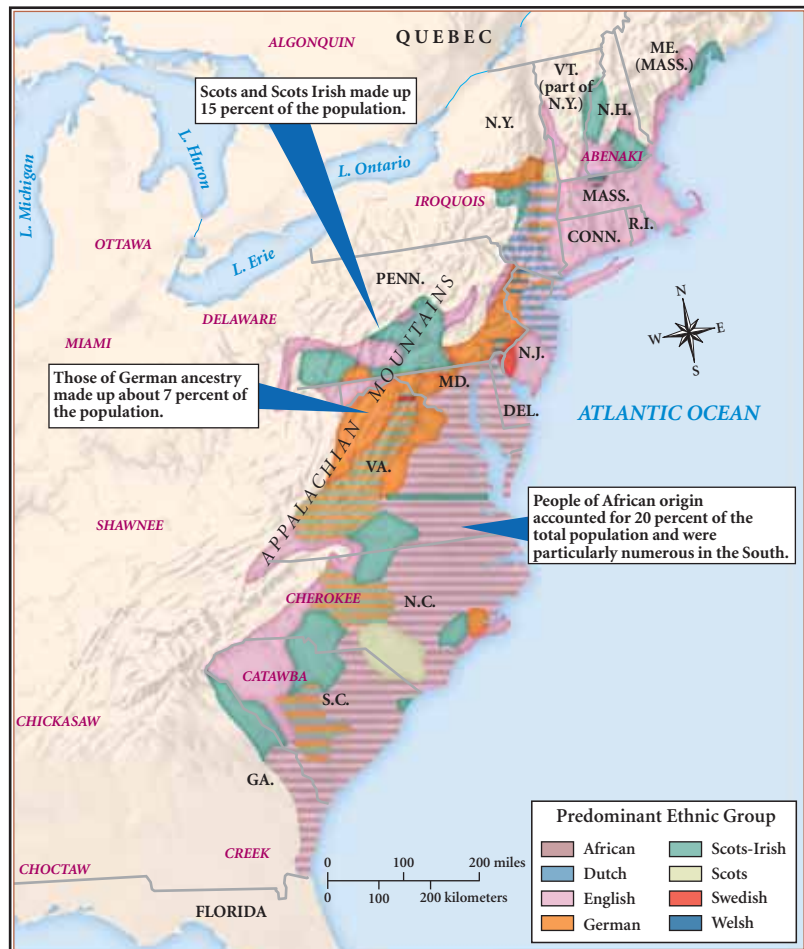 ALGONQUIN
QUEBEC
ME.
(MASS.)
VT.
(part of
N.Y.)
N.H.
N.Y.
Scots and Scots Irish made up
15 percent of the population.
L. Michigan
L. Huron
L. Ontario
ABENAKI
IROQUOIS
MASS.
CONN.
R.I.
OTTAWA
L. Erie
PENN.
DELAWARE
MIAMI
N.J.
Those of German ancestry
made up about 7 percent of
the population.
MD.
DEL.
ATLANTIC OCEAN
N
W
E
S
APPALACHIAN MOUNTAINS
VA.
SHAWNEE
People of African origin
accounted for 20 percent of the
total population and were
particularly numerous in the South.
CHEROKEE
N.C.
CATAWBA
S.C.
CHICKASAW
GA.
CREEK
CHOCTAW
FLORIDA
0 100 200 miles
0 100 200 kilometers
Predominant Ethnic Group
African
Dutch
English
German
Scots-Irish
Scots
Swedish
Welsh